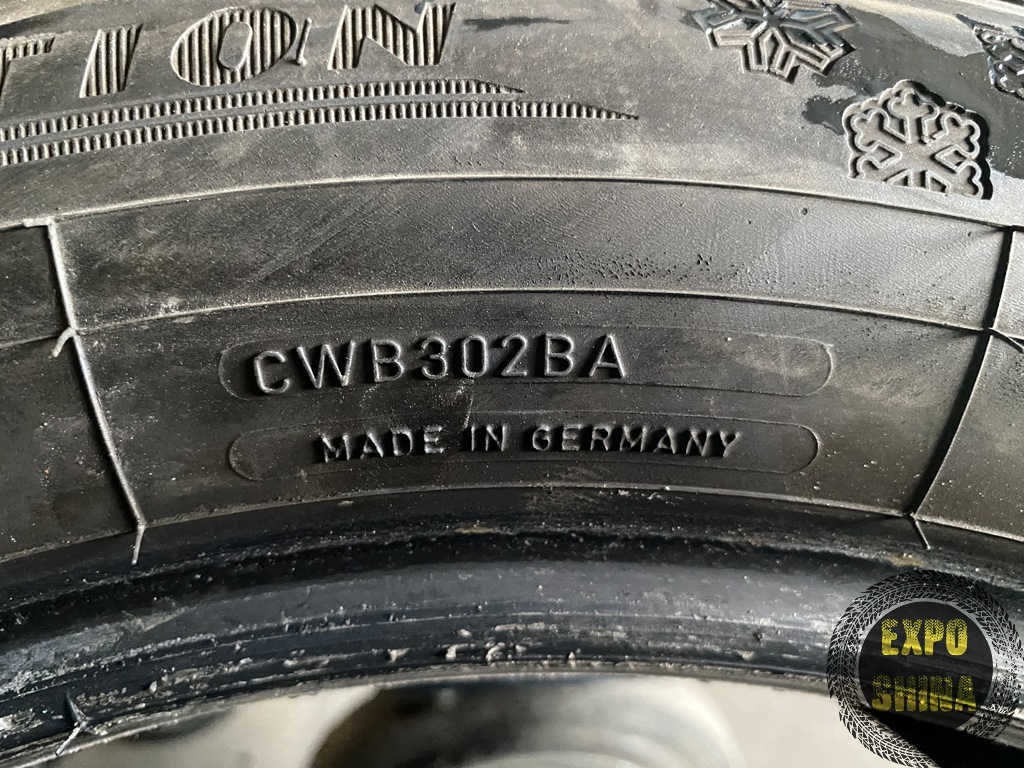 TION
CWB302BA
MADE IN GERMANY
EXPO
SHINA